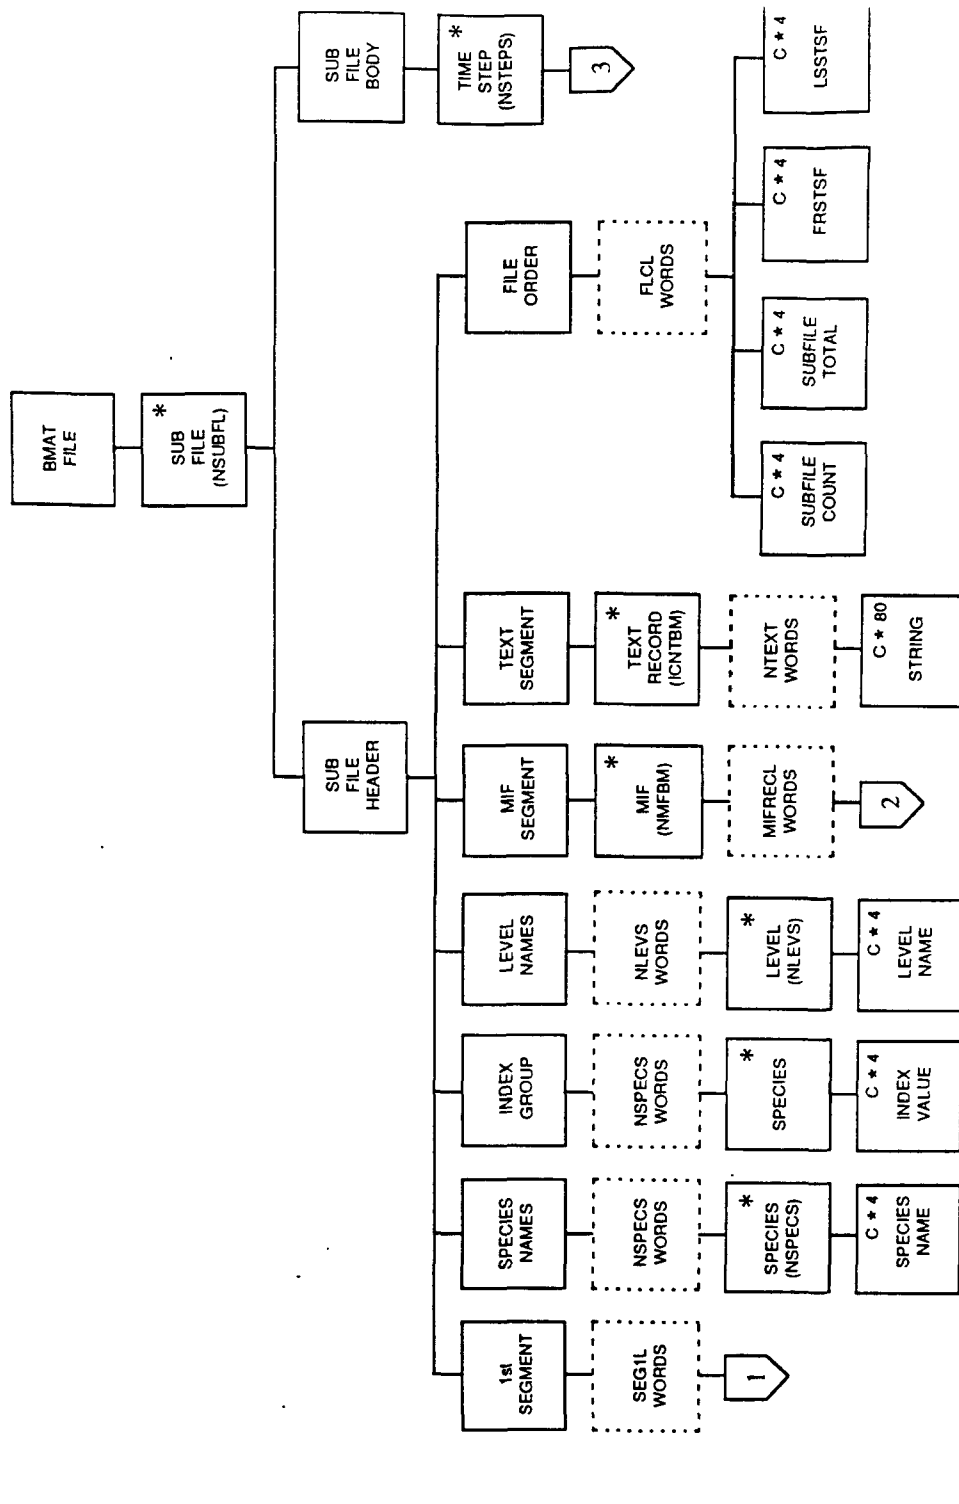 BMAT
FILE
*
SUB
FILE
(NSUBFL)
SUB
FILE
HEADER
SUB
FILE
BODY
*
TIME
STEP
(NSTEPS)
3
1st
SEGMENT
SEG1L
WORDS
1
SPECIES
NAMES
NSPECS
WORDS
*
SPECIES
(NSPECS)
C * 4
SPECIES
NAME
INDEX
GROUP
NSPECS
WORDS
*
SPECIES
C * 4
INDEX
VALUE
LEVEL
NAMES
NLEVS
WORDS
*
LEVEL
(NLEVS)
C * 4
LEVEL
NAME
MIF
SEGMENT
*
MIF
(NMFBM)
MIFRECL
WORDS
2
TEXT
SEGMENT
*
TEXT
RECORD
(ICNTBM)
NTEXT
WORDS
C * 80
STRING
FILE
ORDER
FLCL
WORDS
C * 4
SUBFILE
COUNT
C * 4
SUBFILE
TOTAL
C * 4
FRSTSF
C * 4
LSSTSF